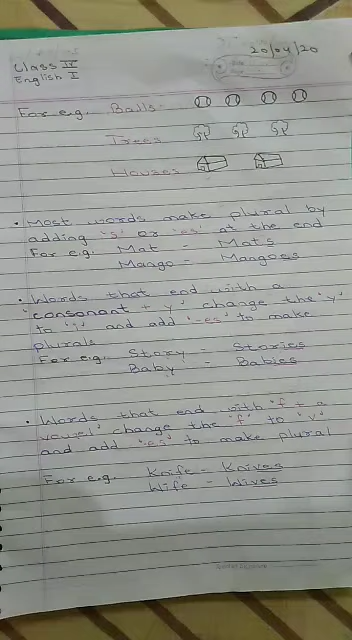 20/04/20
Class IV
English I
For e.g. Balls
Trees
Houses
• Most words make plural by
adding 's' or 'es' at the end
For e.g. Mat - Mats
Mango - Mangoes
• Words that end with a
'consonant + y' change the 'y'
to 'i' and add '-es' to make
plurals
For e.g. Story - Stories
Baby - Babies
• Words that end with 'f + a
vowel' change the 'f' to 'v'
and add 'es' to make plural
For e.g. Knife - Knives
Wife - Wives